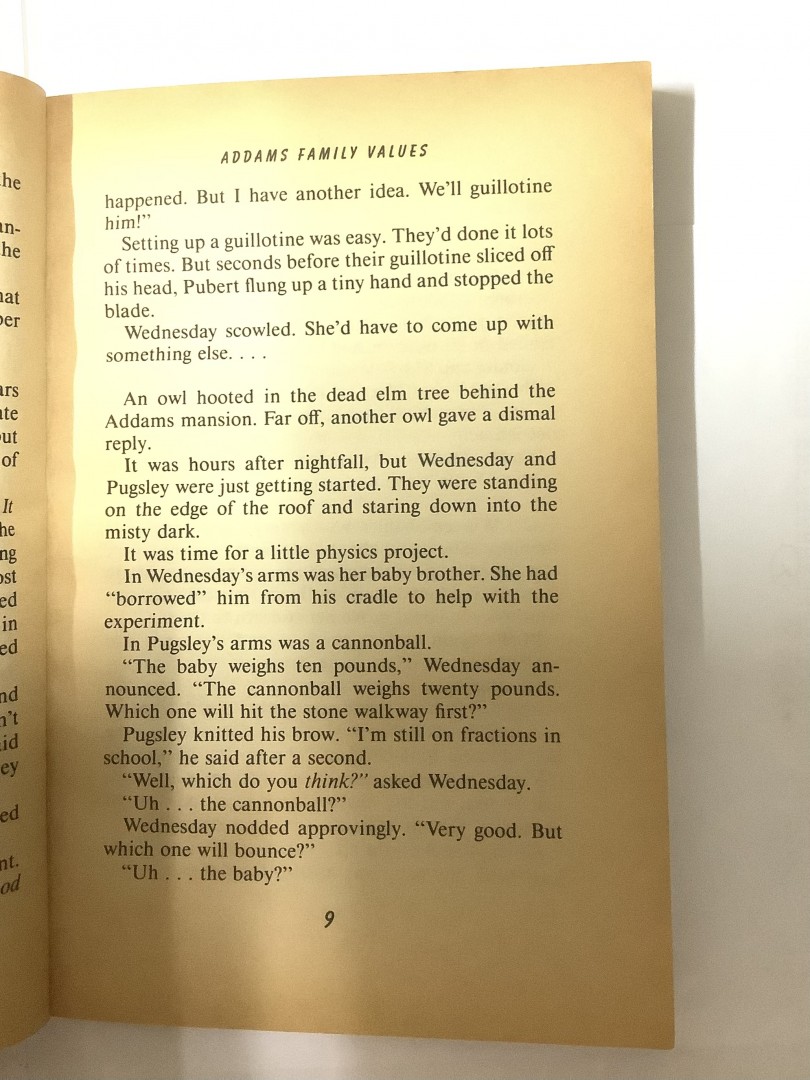 ADDAMS FAMILY VALUES
happened. But I have another idea. We'll guillotine
him!"
Setting up a guillotine was easy. They'd done it lots
of times. But seconds before their guillotine sliced off
his head, Pubert flung up a tiny hand and stopped the
blade.
Wednesday scowled. She'd have to come up with
something else. . . .
An owl hooted in the dead elm tree behind the
Addams mansion. Far off, another owl gave a dismal
reply.
It was hours after nightfall, but Wednesday and
Pugsley were just getting started. They were standing
on the edge of the roof and staring down into the
misty dark.
It was time for a little physics project.
In Wednesday's arms was her baby brother. She had
"borrowed" him from his cradle to help with the
experiment.
In Pugsley's arms was a cannonball.
"The baby weighs ten pounds," Wednesday an-
nounced. "The cannonball weighs twenty pounds.
Which one will hit the stone walkway first?"
Pugsley knitted his brow. "I'm still on fractions in
school," he said after a second.
"Well, which do you think?" asked Wednesday.
"Uh . . . the cannonball?"
Wednesday nodded approvingly. "Very good. But
which one will bounce?"
"Uh . . . the baby?"
9